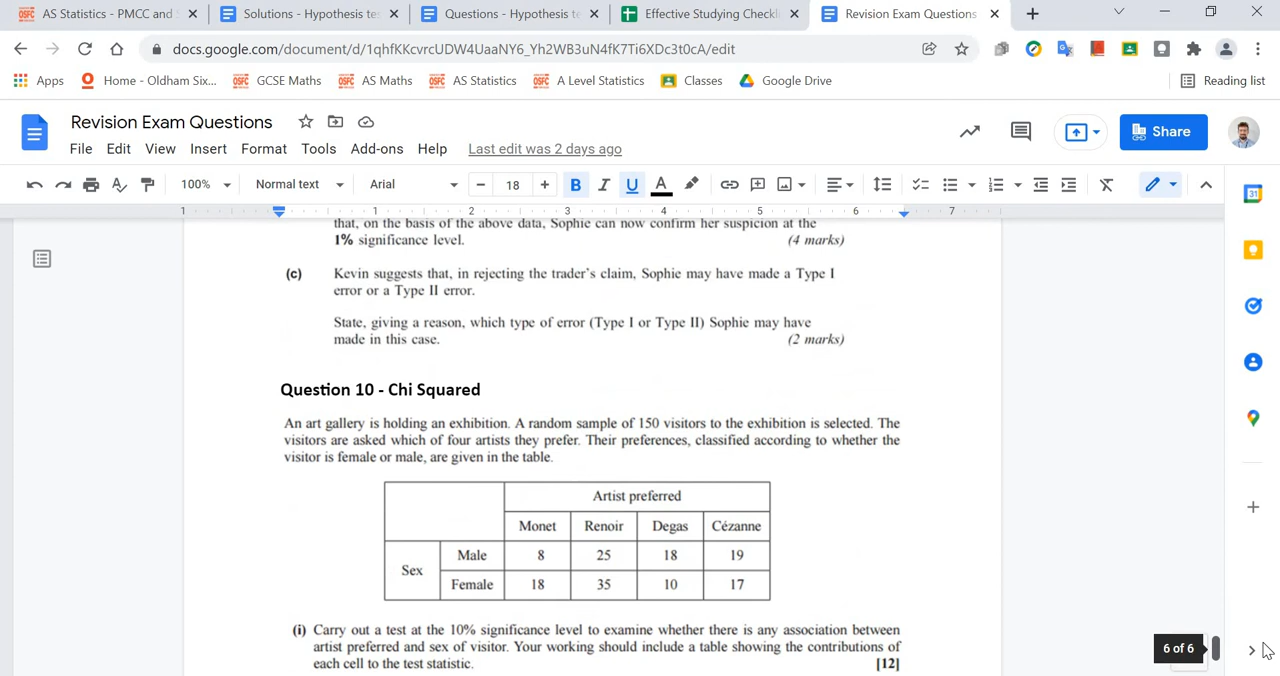 AS Statistics - PMCC and
Solutions - Hypothesis te
Questions - Hypothesis te
Effective Studying Checkl
Revision Exam Questions
docs.google.com/document/d/1qhfKKcvrcUDW4UaaNY6_Yh2WB3uN4fK7Ti6XDc3t0cA/edit
Apps
Home - Oldham Six...
GCSE Maths
AS Maths
AS Statistics
A Level Statistics
Classes
Google Drive
Reading list
Revision Exam Questions
File Edit View Insert Format Tools Add-ons Help Last edit was 2 days ago
Share
100% Normal text Arial 18 B I U A
1 1 2 3 4 5 6 7
that, on the basis of the above data, Sophie can now confirm her suspicion at the
1% significance level. (4 marks)
(c) Kevin suggests that, in rejecting the trader's claim, Sophie may have made a Type I
error or a Type II error.
State, giving a reason, which type of error (Type I or Type II) Sophie may have
made in this case. (2 marks)
Question 10 - Chi Squared
An art gallery is holding an exhibition. A random sample of 150 visitors to the exhibition is selected. The
visitors are asked which of four artists they prefer. Their preferences, classified according to whether the
visitor is female or male, are given in the table.
Artist preferred
Monet Renoir Degas Cézanne
Sex
Male 8 25 18 19
Female 18 35 10 17
(i) Carry out a test at the 10% significance level to examine whether there is any association between
artist preferred and sex of visitor. Your working should include a table showing the contributions of
each cell to the test statistic. [12]
6 of 6
31